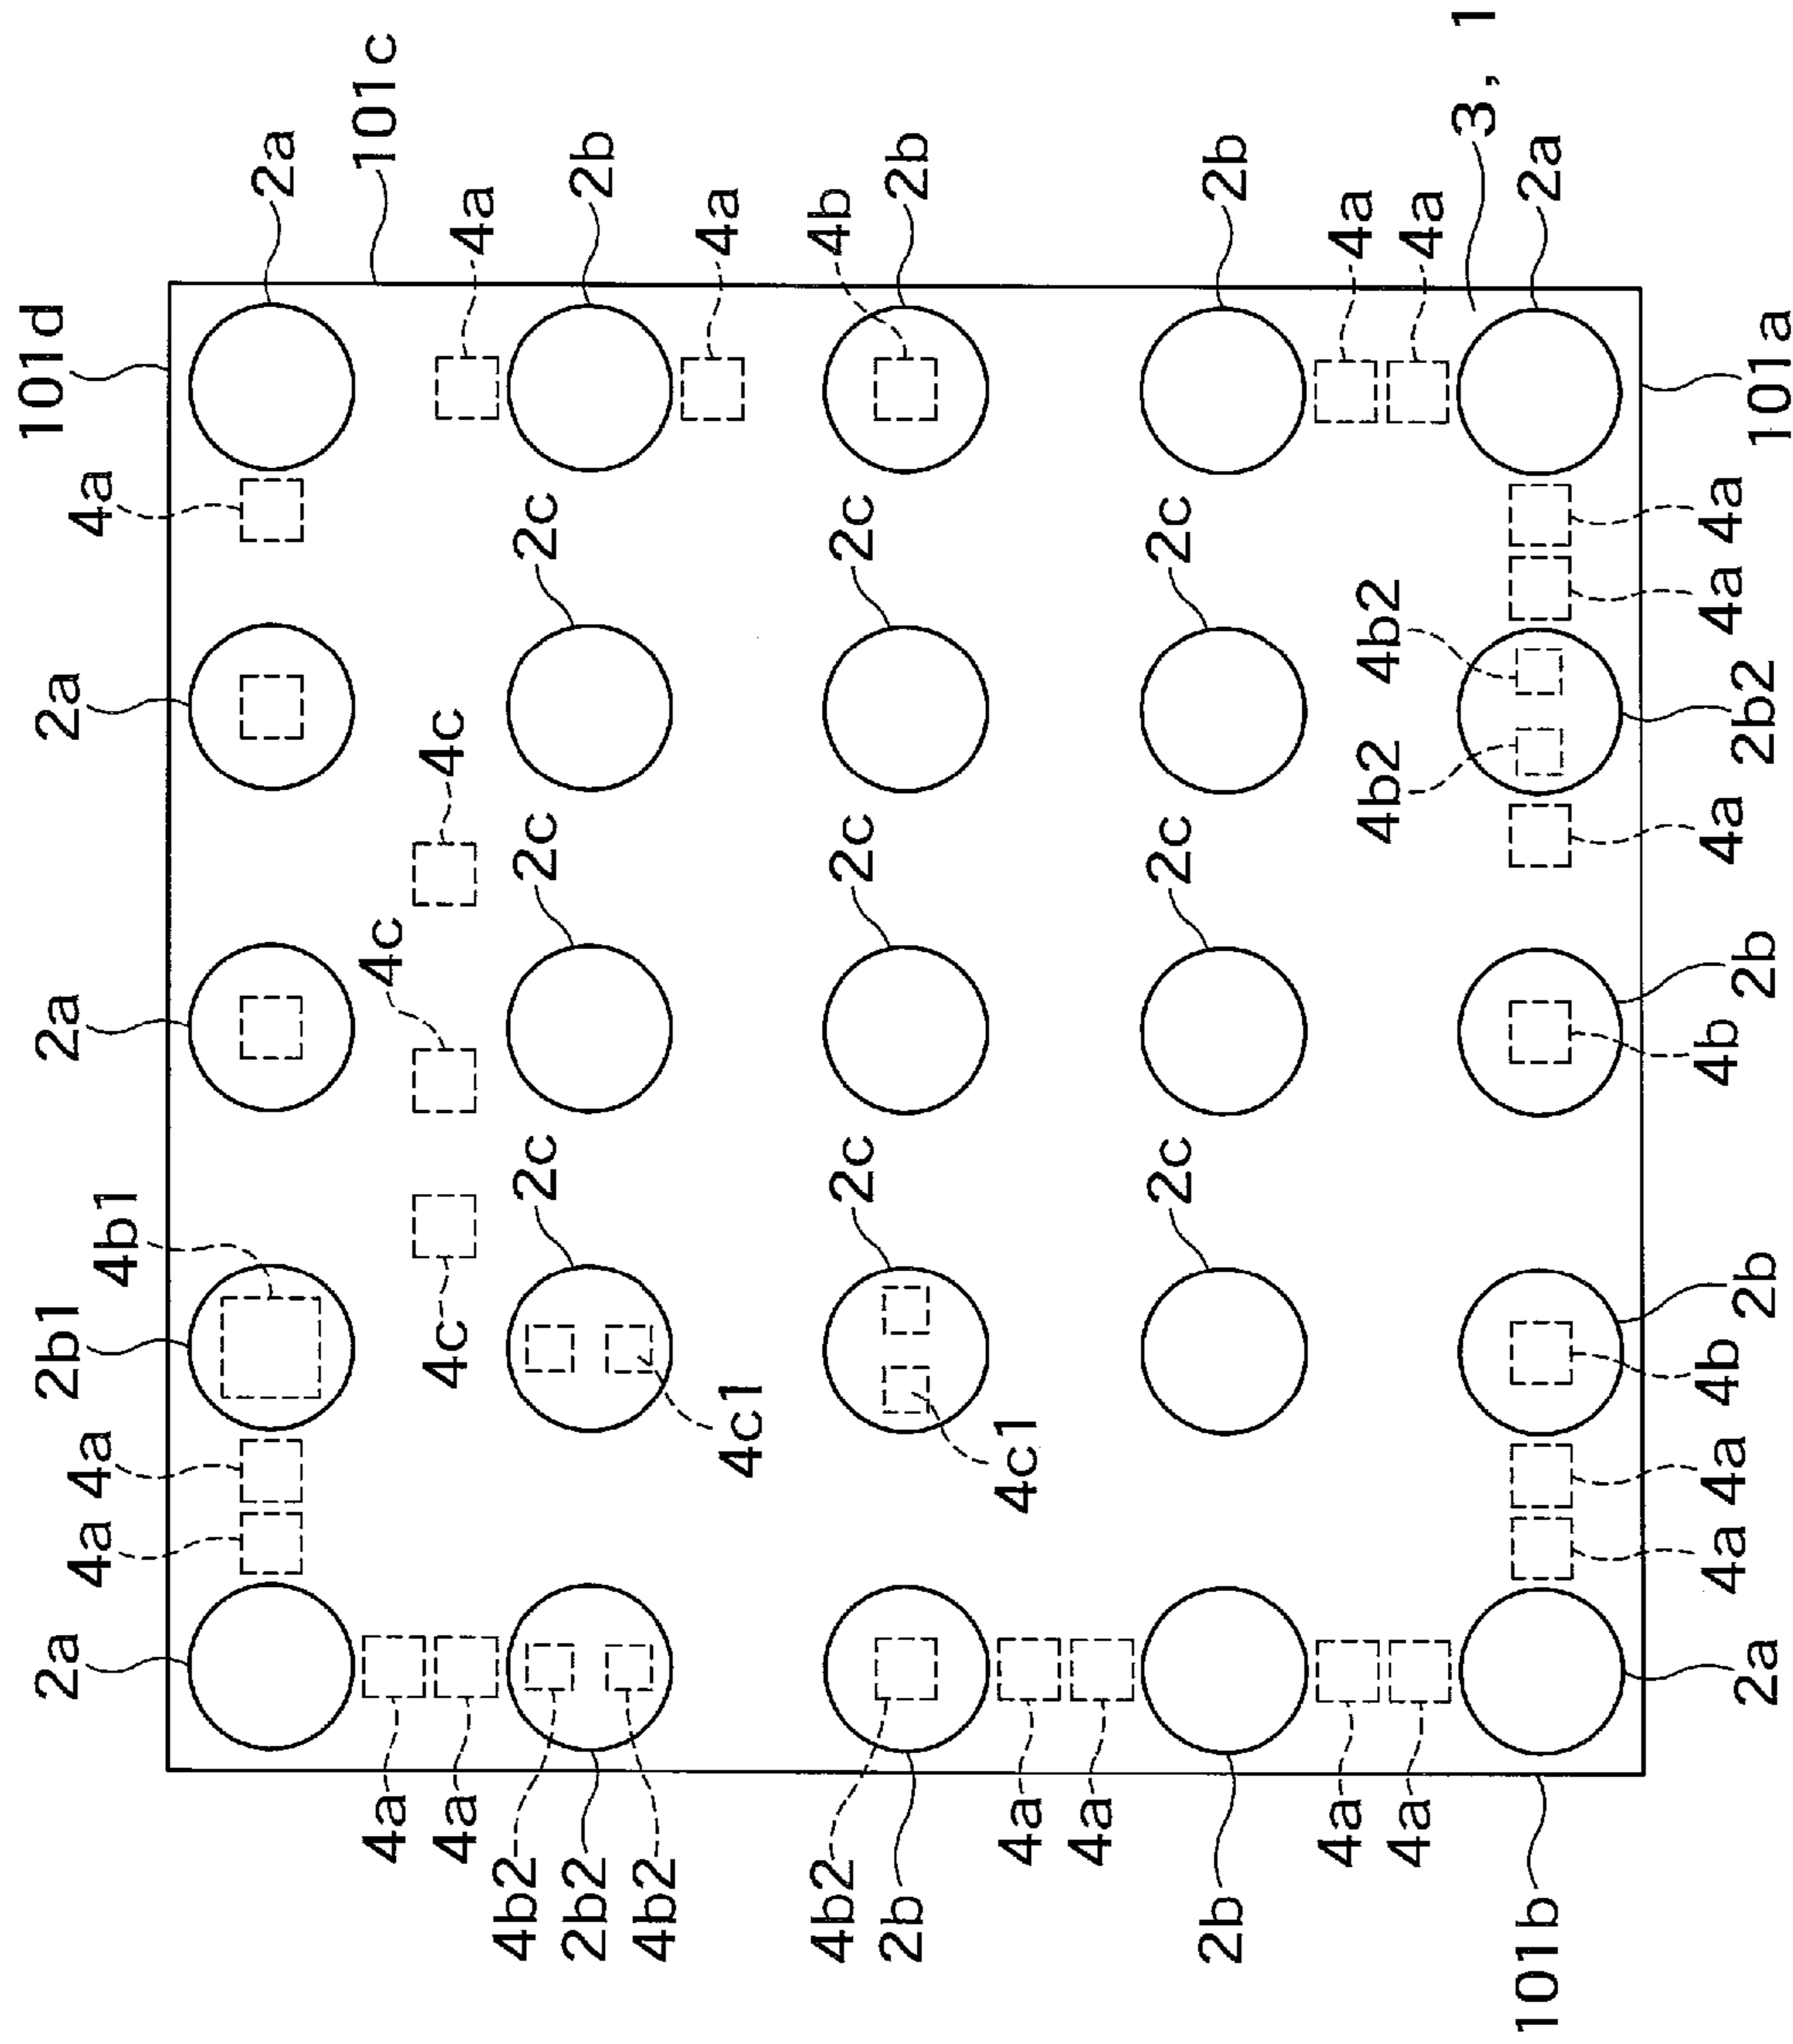 2a 2b1 2a 2a 101d
4a 4a 4b1 4a
2a
4c 101c
4a 4a 4c 4c 4a
4b2 2c 2c 2c
2b2 2b
4b2
4c1 4a
4b2 2c 2c 2c 4b
2b 2b
4a 4c1
4a
2c 2c 2c
2b 2b
4a 4b2 4b2 4a
4a 4a
3, 1
101b 2a
4a 4a 4b 4b 4a 4a 4a
2a 2b 2b 2b2 101a